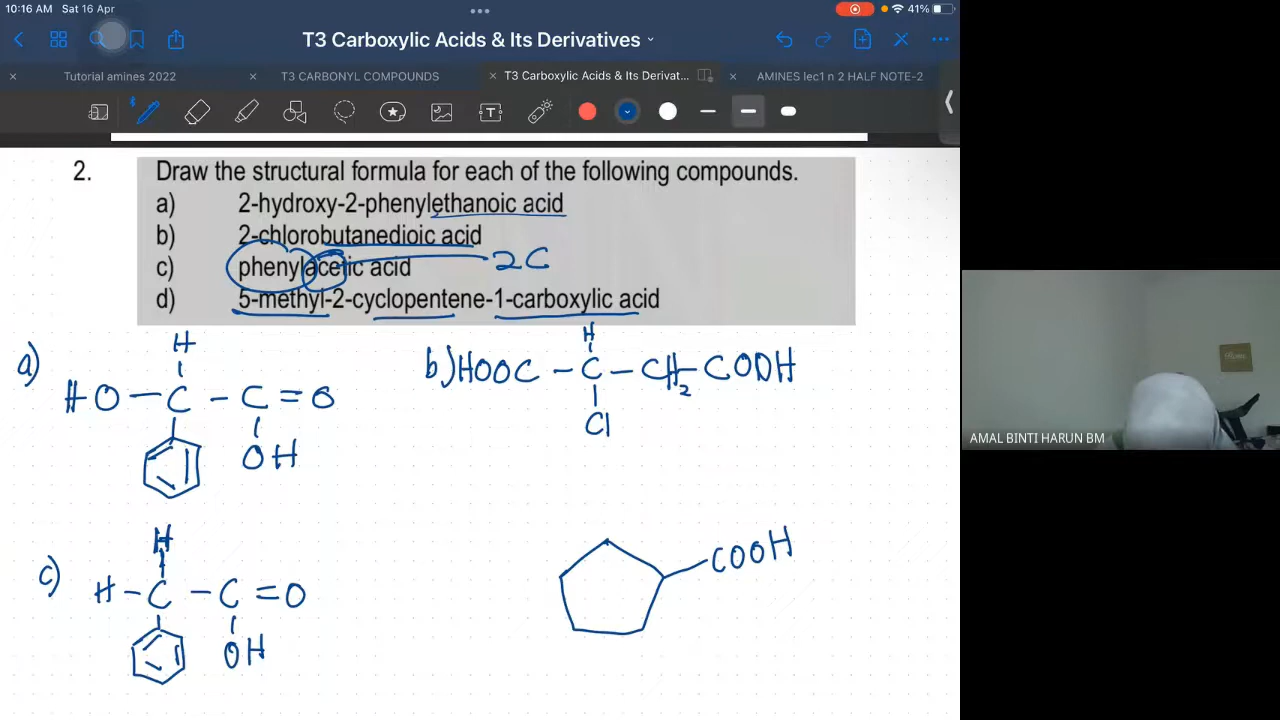 10:16 AM Sat 16 Apr
41%
T3 Carboxylic Acids & Its Derivatives
Tutorial amines 2022
T3 CARBONYL COMPOUNDS
T3 Carboxylic Acids & Its Derivat...
AMINES lec1 n 2 HALF NOTE-2
2. Draw the structural formula for each of the following compounds.
a) 2-hydroxy-2-phenylethanoic acid
b) 2-chlorobutanedioic acid
c) phenylacetic acid 2C
d) 5-methyl-2-cyclopentene-1-carboxylic acid
a)
H
HO - C - C = O
OH
b) H
HOOC - C - CH2 - COOH
Cl
c)
H
H - C - C = O
OH
COOH
AMAL BINTI HARUN BM